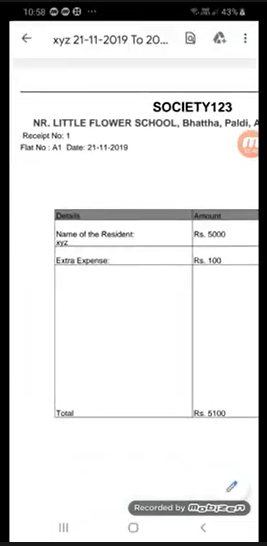 10:58 43%
xyz 21-11-2019 To 20...
SOCIETY123
NR. LITTLE FLOWER SCHOOL, Bhattha, Paldi, A
Receipt No: 1
Flat No : A1 Date: 21-11-2019
Details Amount
Name of the Resident: Rs. 5000
xyz
Extra Expense: Rs. 100
Total Rs. 5100
Recorded by Mobizen